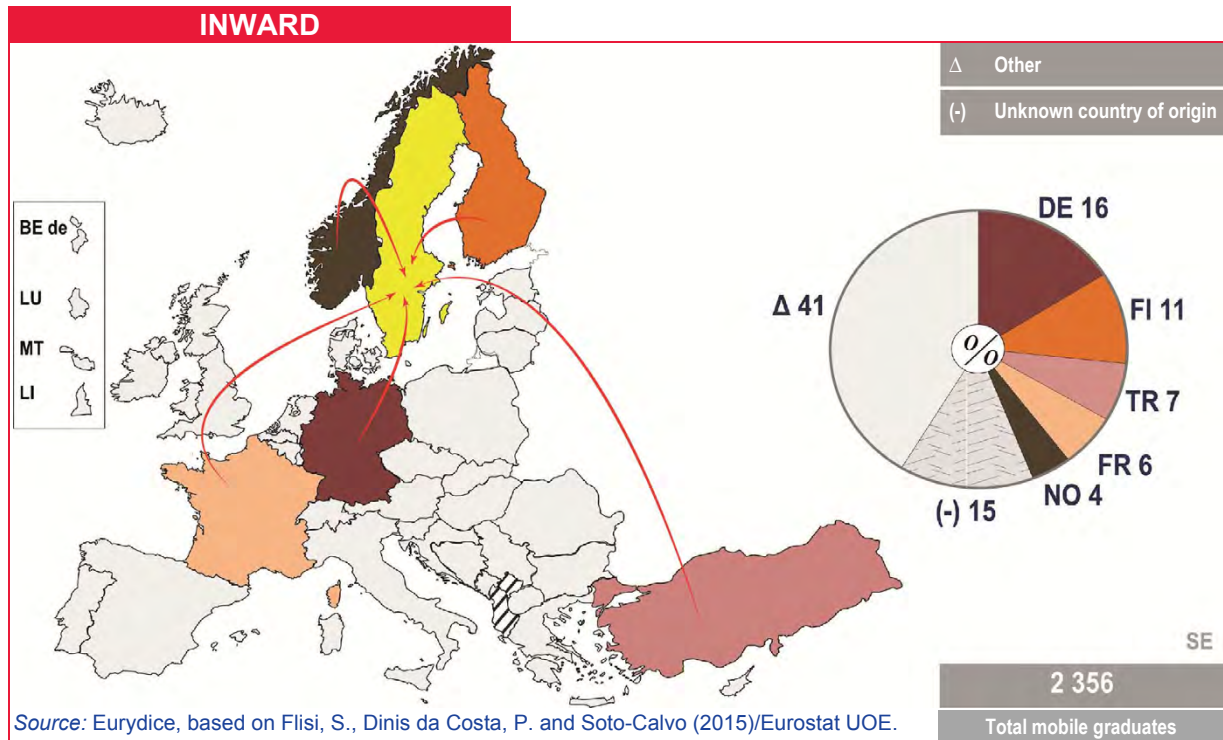 INWARD
Δ Other
(-) Unknown country of origin
BE de
LU
MT
LI
DE 16
FI 11
TR 7
FR 6
NO 4
(-) 15
Δ 41
%
SE
2 356
Total mobile graduates
Source: Eurydice, based on Flisi, S., Dinis da Costa, P. and Soto-Calvo (2015)/Eurostat UOE.